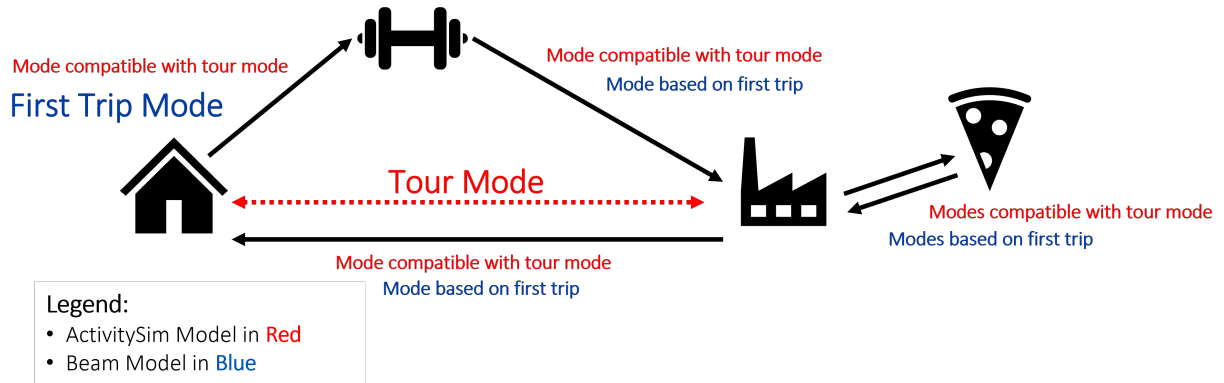 Mode compatible with tour mode
First Trip Mode
Mode compatible with tour mode
Mode based on first trip
Tour Mode
Modes compatible with tour mode
Modes based on first trip
Mode compatible with tour mode
Mode based on first trip
Legend:
• ActivitySim Model in Red
• Beam Model in Blue